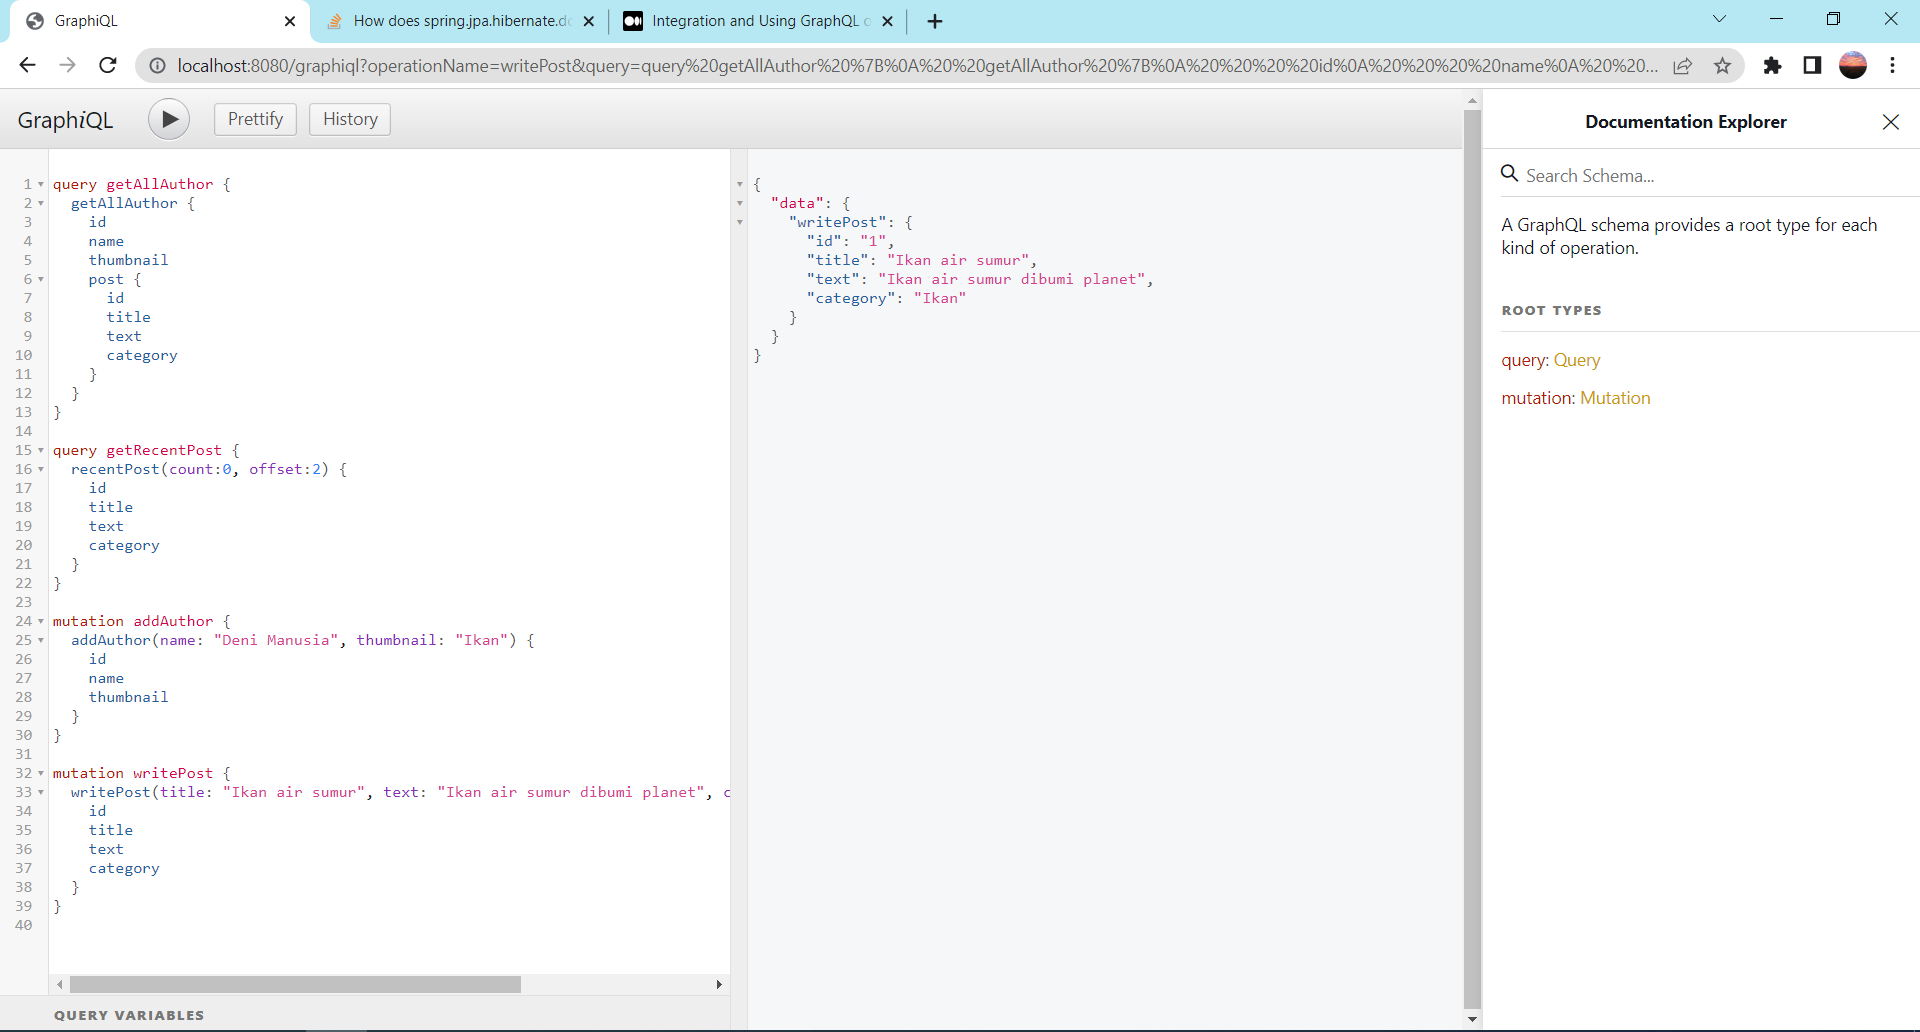 GraphiQL
How does spring.jpa.hibernate.dc
Integration and Using GraphQL o
localhost:8080/graphiql?operationName=writePost&query=query%20getAllAuthor%20%7B%0A%20%20getAllAuthor%20%7B%0A%20%20%20%20id%0A%20%20%20%20name%0A%20%20...
GraphiQL
Prettify
History
1 query getAllAuthor {
2 getAllAuthor {
3 id
4 name
5 thumbnail
6 post {
7 id
8 title
9 text
10 category
11 }
12 }
13 }
14
15 query getRecentPost {
16 recentPost(count:0, offset:2) {
17 id
18 title
19 text
20 category
21 }
22 }
23
24 mutation addAuthor {
25 addAuthor(name: "Deni Manusia", thumbnail: "Ikan") {
26 id
27 name
28 thumbnail
29 }
30 }
31
32 mutation writePost {
33 writePost(title: "Ikan air sumur", text: "Ikan air sumur dibumi planet", c
34 id
35 title
36 text
37 category
38 }
39 }
40
QUERY VARIABLES
{
"data": {
"writePost": {
"id": "1",
"title": "Ikan air sumur",
"text": "Ikan air sumur dibumi planet",
"category": "Ikan"
}
}
}
Documentation Explorer
Search Schema...
A GraphQL schema provides a root type for each
kind of operation.
ROOT TYPES
query: Query
mutation: Mutation